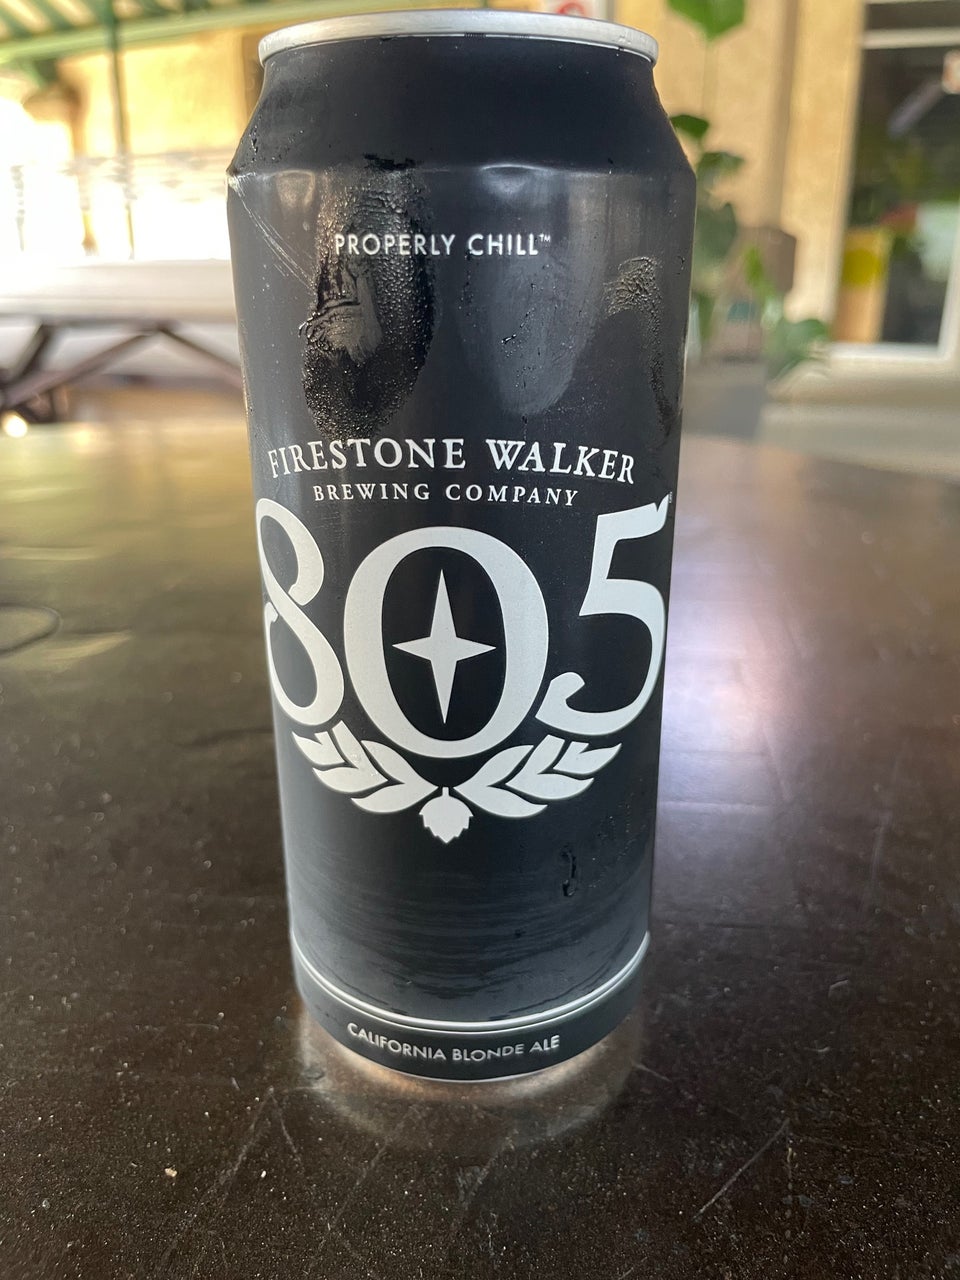 PROPERLY CHILL™
FIRESTONE WALKER
BREWING COMPANY
805
CALIFORNIA BLONDE ALE